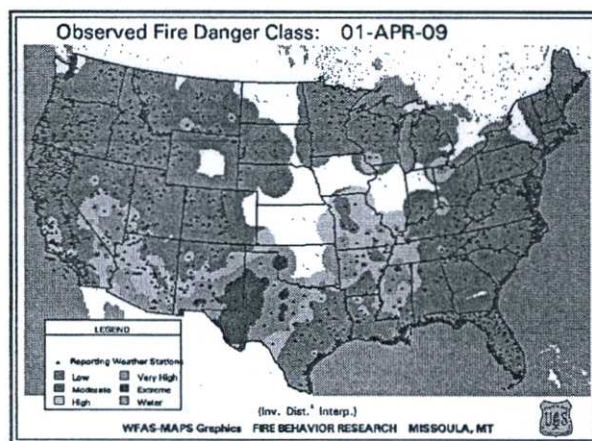 Observed Fire Danger Class: 01-APR-09
LEGEND
Reporting Weather Stations
Low
Very High
Moderate
Extreme
High
Water
(Inv. Dist.² Interp.)
WFAS-MAPS Graphics FIRE BEHAVIOR RESEARCH MISSOULA, MT